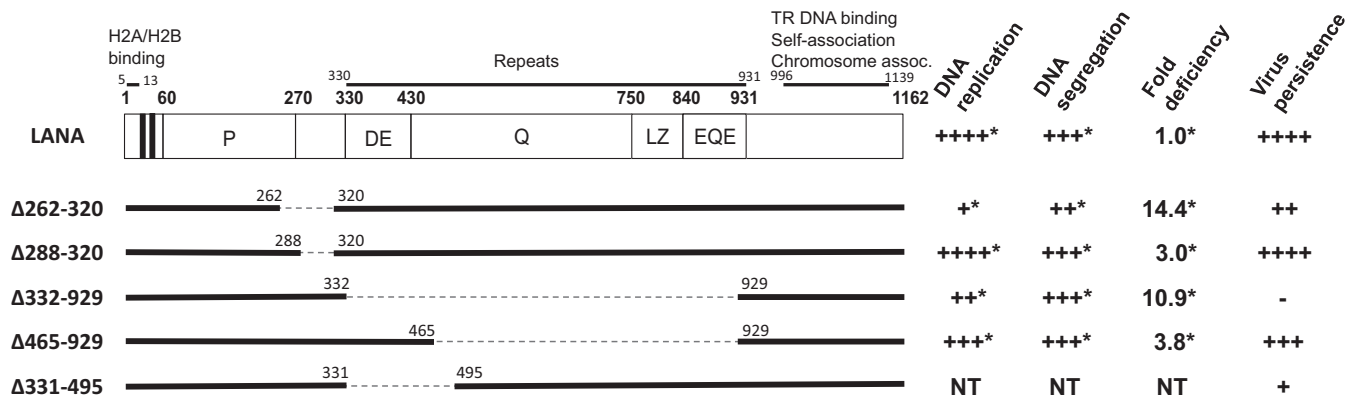 H2A/H2B
binding
TR DNA binding
Self-association
Chromosome assoc.
Repeats
DNA
replication
DNA
segregation
Fold
deficiency
Virus
persistence
5 13 330 931 996 1139
1 60 270 330 430 750 840 931 1162
LANA P DE Q LZ EQE ++++* +++* 1.0* ++++
262 320
Δ262-320 +* ++* 14.4* ++
288 320
Δ288-320 ++++* +++* 3.0* ++++
332 929
Δ332-929 ++* +++* 10.9* -
465 929
Δ465-929 +++* +++* 3.8* +++
331 495
Δ331-495 NT NT NT +